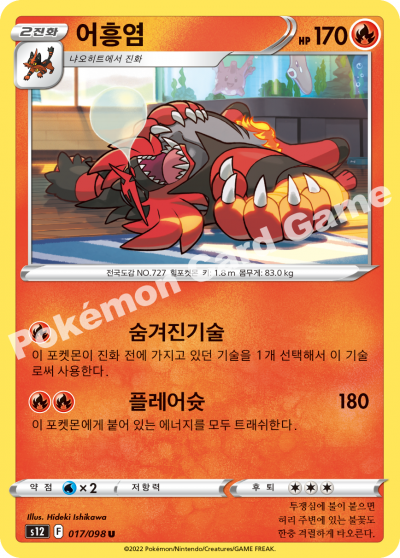 2진화
어흥염
HP 170
냐오히트에서 진화
전국도감 NO.727 힐포켓몬 키: 1.8 m 몸무게: 83.0 kg
Pokémon Card Game
숨겨진기술
이 포켓몬이 진화 전에 가지고 있던 기술을 1개 선택해서 이 기술
로써 사용한다.
플레어슛 180
이 포켓몬에게 붙어 있는 에너지를 모두 트래쉬한다.
약점 ×2 저항력 후퇴
Illus. Hideki Ishikawa
s12 F 017/098 U
투쟁심에 불이 붙으면
허리 주변에 있는 불꽃도
한층 격렬하게 타오른다.
©2022 Pokémon/Nintendo/Creatures/GAME FREAK.